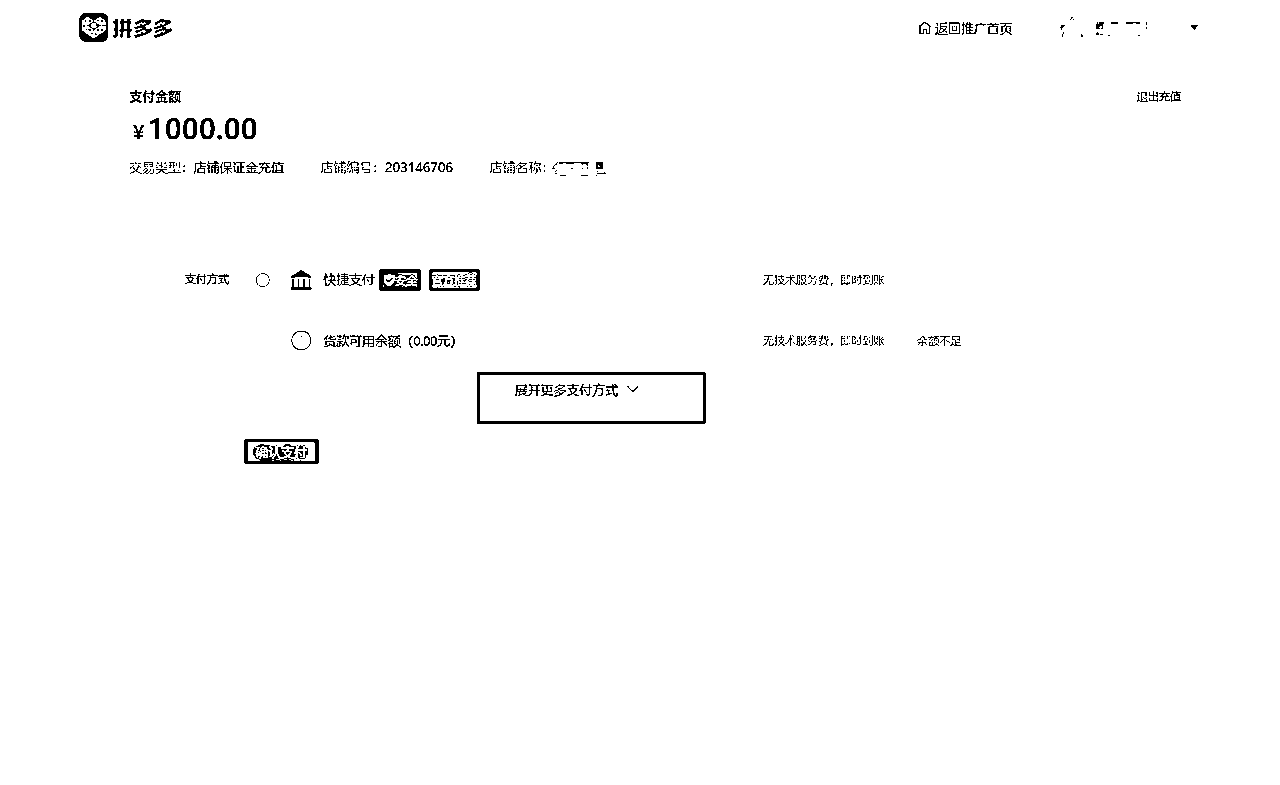 拼多多
返回推广首页
支付金额
退出充值
¥1000.00
交易类型：店铺保证金充值 店铺编号：203146706 店铺名称：
支付方式 快捷支付 安全 官方推荐 无技术服务费，即时到账
货款可用余额（0.00元） 无技术服务费，即时到账 余额不足
展开更多支付方式
确认支付